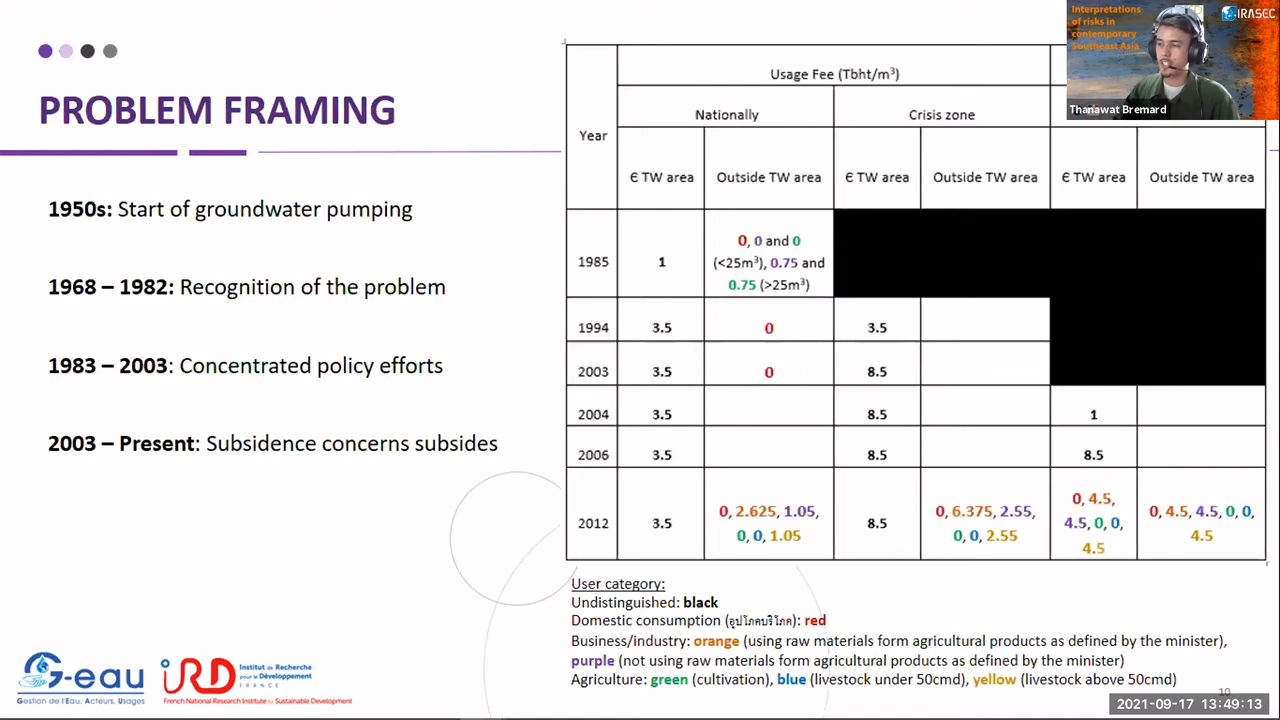 Interpretations
of risks in
contemporary
Southeast Asia
IRASEC
Thanawat Bremard
PROBLEM FRAMING
1950s: Start of groundwater pumping
1968 – 1982: Recognition of the problem
1983 – 2003: Concentrated policy efforts
2003 – Present: Subsidence concerns subsides
Year
Usage Fee (Tbht/m³)
Nationally
Crisis zone
Є TW area
Outside TW area
Є TW area
Outside TW area
Є TW area
Outside TW area
1985
1
0, 0 and 0
(<25m³), 0.75 and
0.75 (>25m³)
1994
3.5
0
3.5
2003
3.5
0
8.5
2004
3.5
8.5
1
2006
3.5
8.5
8.5
2012
3.5
0, 2.625, 1.05,
0, 0, 1.05
8.5
0, 6.375, 2.55,
0, 0, 2.55
0, 4.5,
4.5, 0, 0,
4.5
0, 4.5, 4.5, 0, 0,
4.5
User category:
Undistinguished: black
Domestic consumption (อุปโภคบริโภค): red
Business/industry: orange (using raw materials form agricultural products as defined by the minister),
purple (not using raw materials form agricultural products as defined by the minister)
Agriculture: green (cultivation), blue (livestock under 50cmd), yellow (livestock above 50cmd)
G-eau
Gestion de l'Eau, Acteurs, Usages
IRD
Institut de Recherche
pour le Développement
FRANCE
French National Research Institute for Sustainable Development
10
2021-09-17 13:49:13